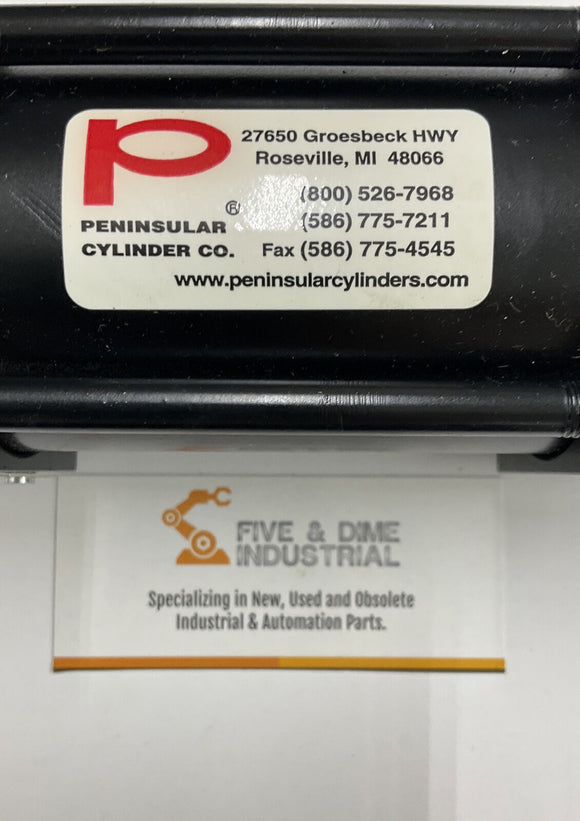 P
27650 Groesbeck HWY
Roseville, MI 48066
(800) 526-7968
®
PENINSULAR (586) 775-7211
CYLINDER CO. Fax (586) 775-4545
www.peninsularcylinders.com
FIVE & DIME
INDUSTRIAL
Specializing in New, Used and Obsolete
Industrial & Automation Parts.